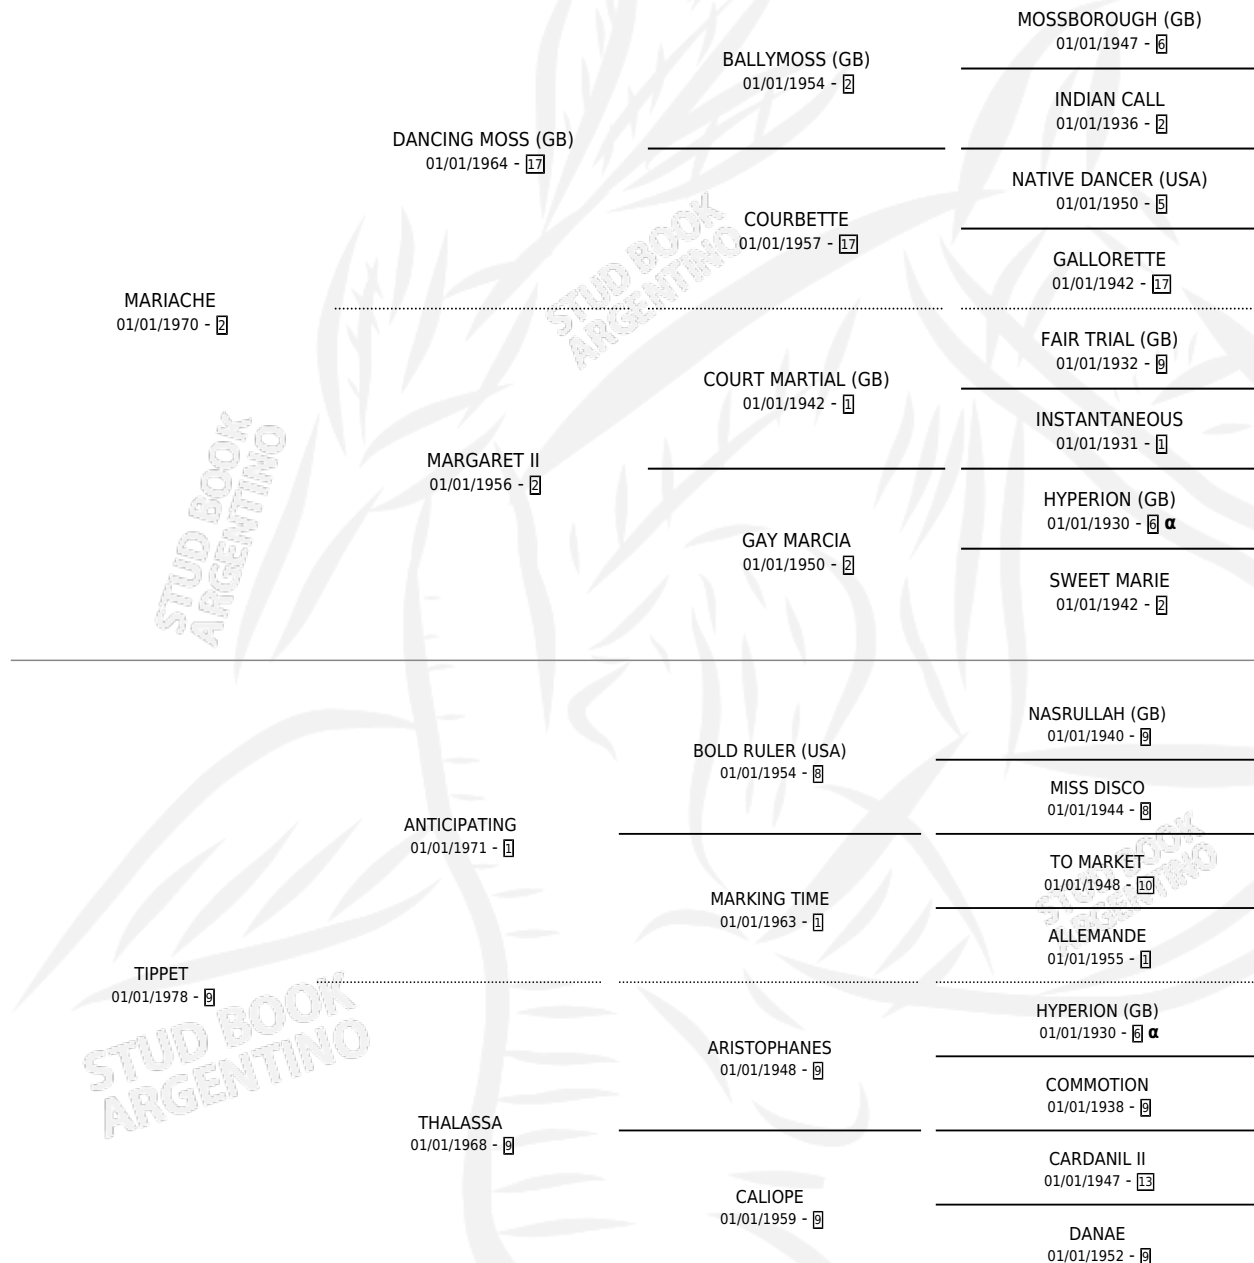 MOSSBOROUGH (GB)
01/01/1947 - 6
BALLYMOSS (GB)
01/01/1954 - 2
INDIAN CALL
01/01/1936 - 2
DANCING MOSS (GB)
01/01/1964 - 17
NATIVE DANCER (USA)
01/01/1950 - 5
COURBETTE
01/01/1957 - 17
GALLORETTE
01/01/1942 - 17
MARIACHE
01/01/1970 - 2
FAIR TRIAL (GB)
01/01/1932 - 9
COURT MARTIAL (GB)
01/01/1942 - 1
INSTANTANEOUS
01/01/1931 - 1
MARGARET II
01/01/1956 - 2
HYPERION (GB)
01/01/1930 - 6 α
GAY MARCIA
01/01/1950 - 2
SWEET MARIE
01/01/1942 - 2
NASRULLAH (GB)
01/01/1940 - 9
BOLD RULER (USA)
01/01/1954 - 8
MISS DISCO
01/01/1944 - 8
ANTICIPATING
01/01/1971 - 1
TO MARKET
01/01/1948 - 10
MARKING TIME
01/01/1963 - 1
ALLEMANDE
01/01/1955 - 1
TIPPET
01/01/1978 - 9
HYPERION (GB)
01/01/1930 - 6 α
ARISTOPHANES
01/01/1948 - 9
COMMOTION
01/01/1938 - 9
THALASSA
01/01/1968 - 9
CARDANIL II
01/01/1947 - 13
CALIOPE
01/01/1959 - 9
DANAE
01/01/1952 - 9
STUD BOOK
ARGENTINO
STUD BOOK
ARGENTINO
STUD BOOK
ARGENTINO
STUD BOOK
ARGENTINO